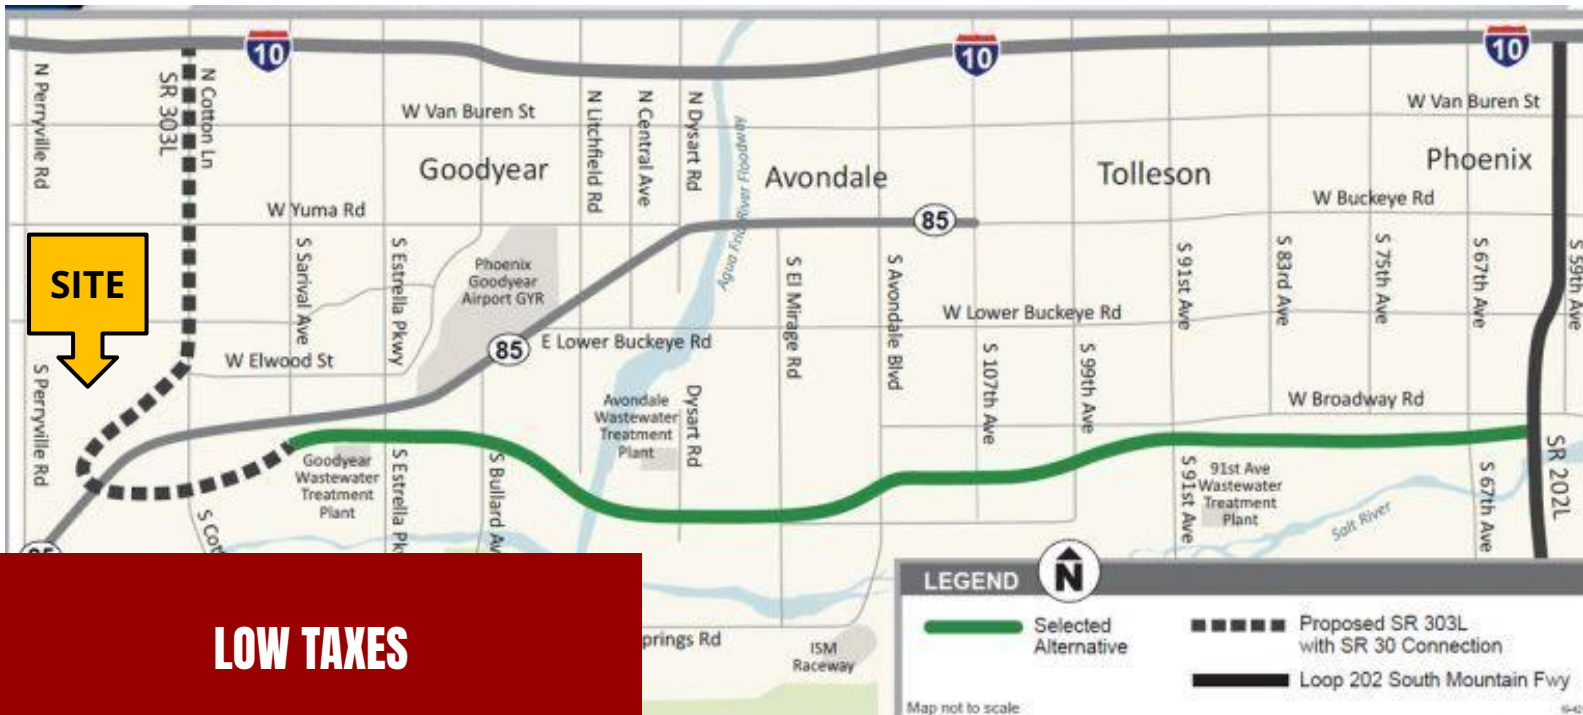 10
10
10
N Perryville Rd
SR 303L
N Cotton Ln
W Van Buren St
N Litchfield Rd
N Central Ave
N Dysart Rd
Agua Fria River Floodway
W Van Buren St
Goodyear
Avondale
Tolleson
Phoenix
W Yuma Rd
85
W Buckeye Rd
SITE
S Sarival Ave
S Estrella Pkwy
Phoenix
Goodyear
Airport GYR
S El Mirage Rd
S Avondale Blvd
S 91st Ave
S 83rd Ave
S 75th Ave
S 67th Ave
S 59th Ave
W Lower Buckeye Rd
85
E Lower Buckeye Rd
W Elwood St
S 107th Ave
S 99th Ave
S Perryville Rd
Avondale
Wastewater
Treatment
Plant
Dysart Rd
W Broadway Rd
Goodyear
Wastewater
Treatment
Plant
S Estrella Pk
S Bullard Av
S Cot
S 91st Ave
91st Ave
Wastewater
Treatment
Plant
Salt River
S 67th Ave
SR 202L
LOW TAXES
prings Rd
ISM
Raceway
LEGEND
N
Selected
Alternative
Proposed SR 303L
with SR 30 Connection
Loop 202 South Mountain Fwy
Map not to scale